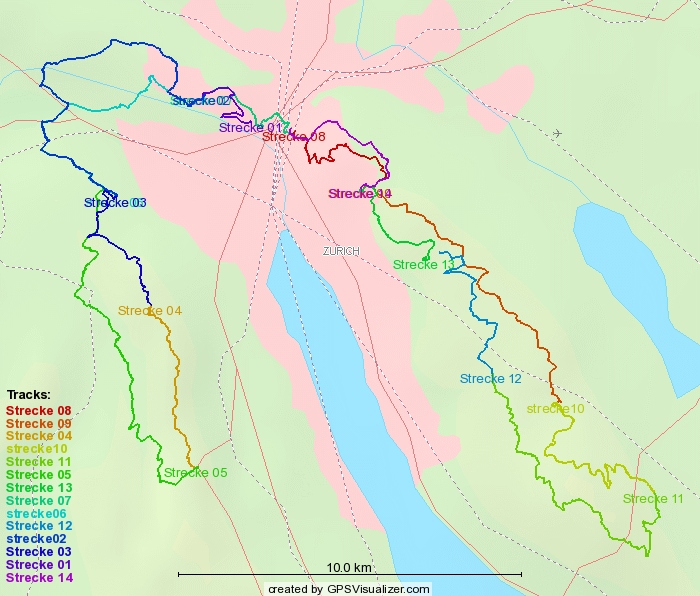 Strecke 02
Strecke 01
Strecke 08
Strecke 03
Strecke 14
ZURICH
Strecke 13
Strecke 04
Strecke 12
strecke10
Strecke 05
Strecke 11
Tracks:
Strecke 08
Strecke 09
Strecke 04
strecke10
Strecke 11
Strecke 05
Strecke 13
Strecke 07
strecke06
Strecke 12
strecke02
Strecke 03
Strecke 01
Strecke 14
10.0 km
created by GPSVisualizer.com